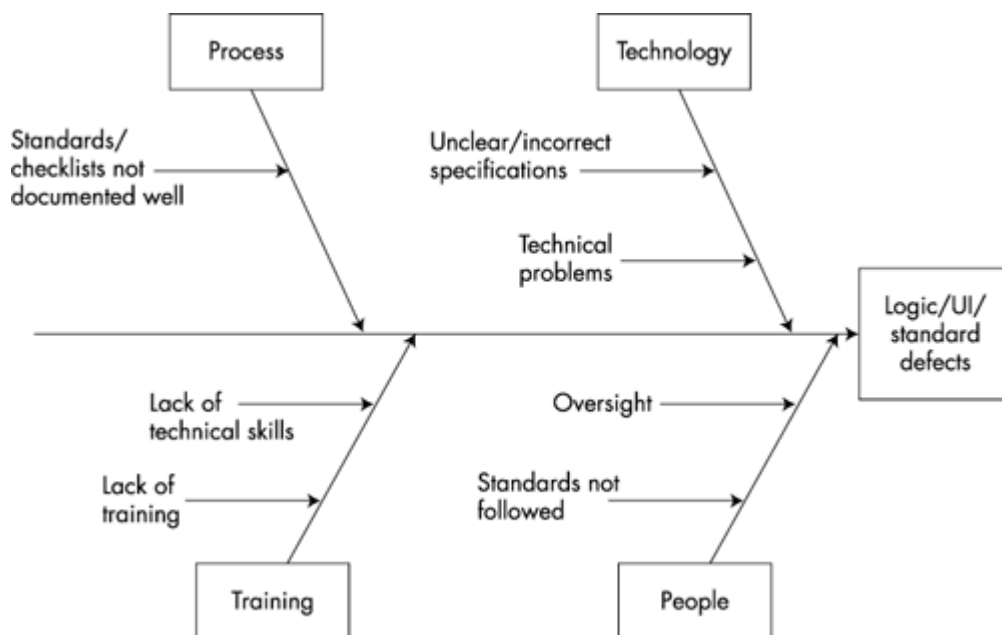 Process
Technology
Standards/
checklists not
documented well
Unclear/incorrect
specifications
Technical
problems
Logic/UI/
standard
defects
Lack of
technical skills
Oversight
Lack of
training
Standards not
followed
Training
People